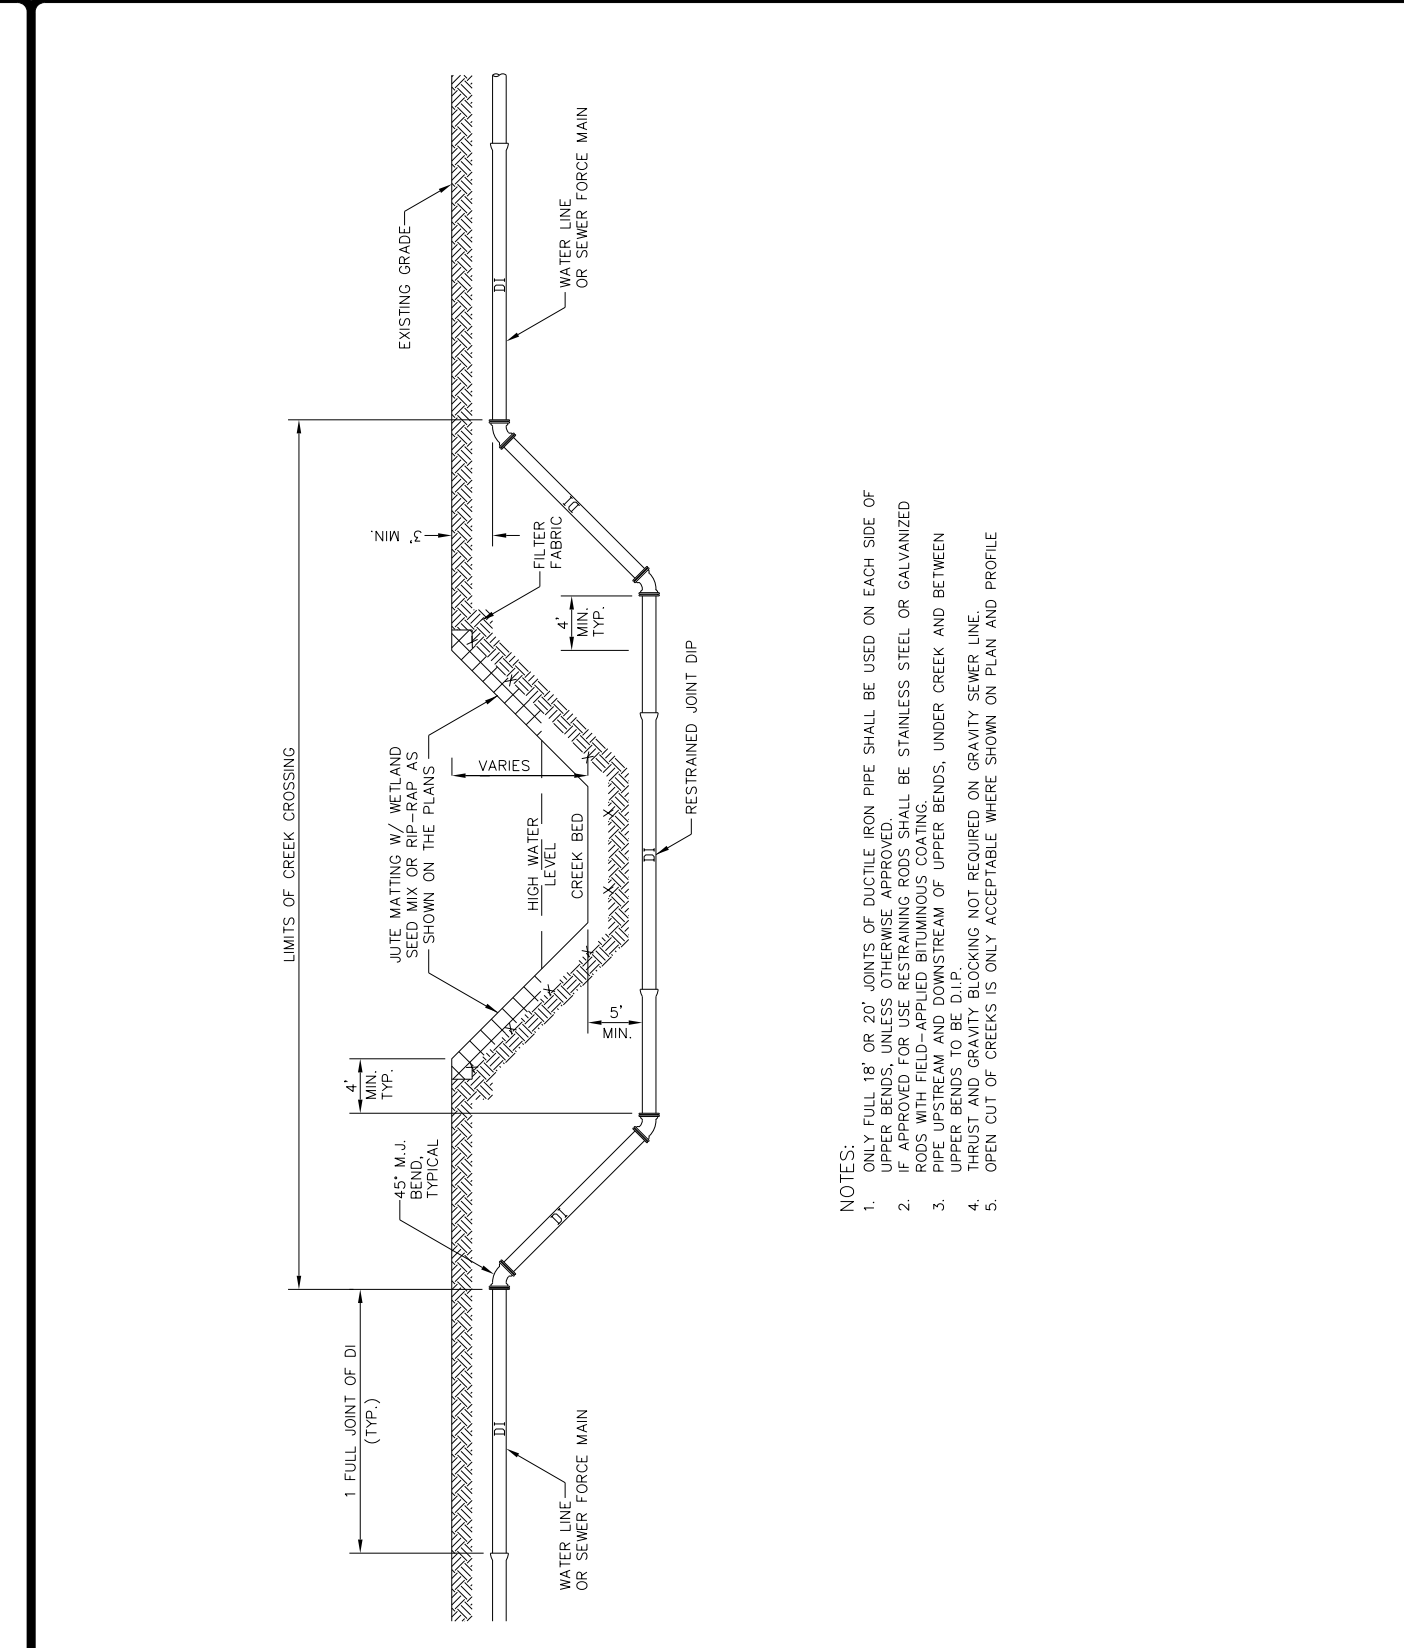 LIMITS OF CREEK CROSSING
1 FULL JOINT OF DI
(TYP.)
4'
MIN.
TYP.
45° M.J.
BEND,
TYPICAL
JUTE MATTING W/ WETLAND
SEED MIX OR RIP-RAP AS
SHOWN ON THE PLANS
3' MIN.
EXISTING GRADE
VARIES
HIGH WATER
LEVEL
CREEK BED
FILTER
FABRIC
4'
MIN.
TYP.
5'
MIN.
WATER LINE
OR SEWER FORCE MAIN
WATER LINE
OR SEWER FORCE MAIN
DI
DI
DI
DI
DI
RESTRAINED JOINT DIP
NOTES:
1. ONLY FULL 18' OR 20' JOINTS OF DUCTILE IRON PIPE SHALL BE USED ON EACH SIDE OF
UPPER BENDS, UNLESS OTHERWISE APPROVED.
2. IF APPROVED FOR USE RESTRAINING RODS SHALL BE STAINLESS STEEL OR GALVANIZED
RODS WITH FIELD-APPLIED BITUMINOUS COATING.
3. PIPE UPSTREAM AND DOWNSTREAM OF UPPER BENDS, UNDER CREEK AND BETWEEN
UPPER BENDS TO BE D.I.P.
4. THRUST AND GRAVITY BLOCKING NOT REQUIRED ON GRAVITY SEWER LINE.
5. OPEN CUT OF CREEKS IS ONLY ACCEPTABLE WHERE SHOWN ON PLAN AND PROFILE